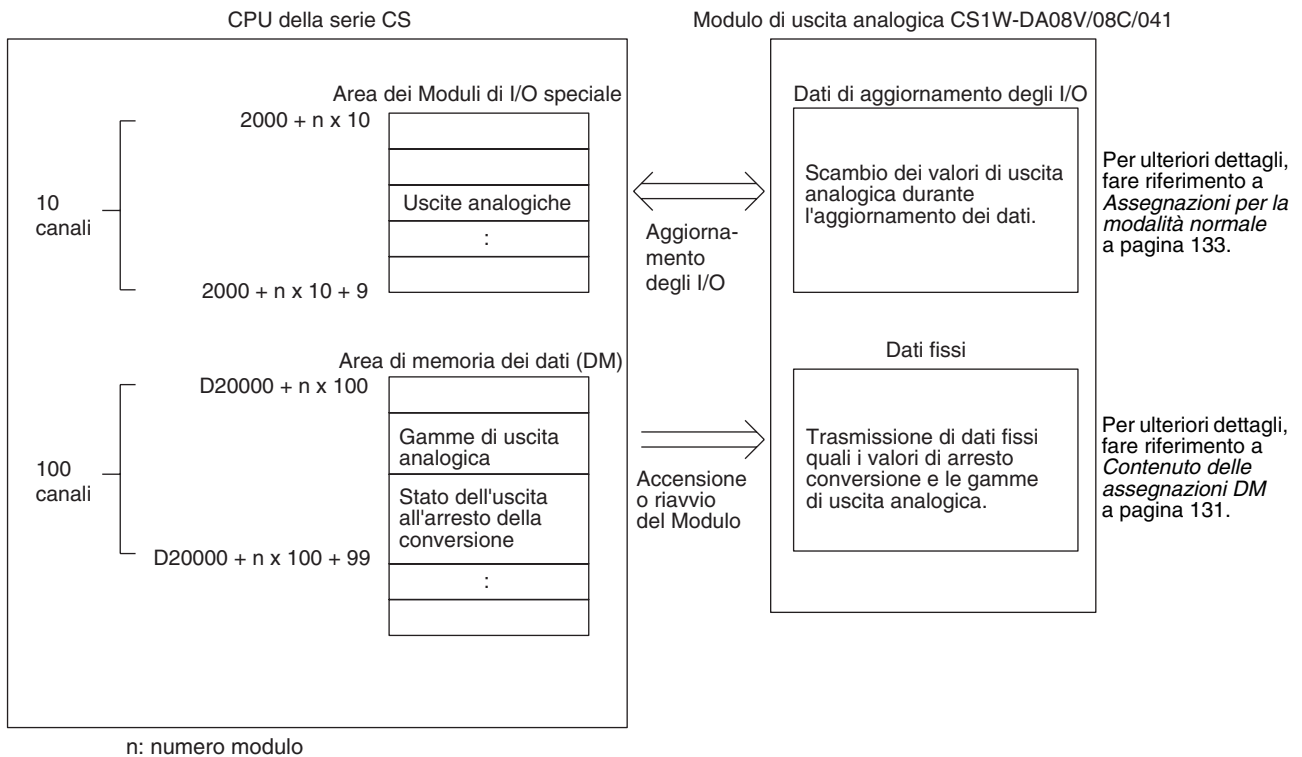 CPU della serie CS
Modulo di uscita analogica CS1W-DA08V/08C/041
Area dei Moduli di I/O speciale
2000 + n x 10
10
canali
Uscite analogiche
:
2000 + n x 10 + 9
Aggiorna-
mento
degli I/O
Dati di aggiornamento degli I/O
Scambio dei valori di uscita
analogica durante
l'aggiornamento dei dati.
Per ulteriori dettagli,
fare riferimento a
Assegnazioni per la
modalità normale
a pagina 133.
Area di memoria dei dati (DM)
D20000 + n x 100
100
canali
Gamme di uscita
analogica
Stato dell'uscita
all'arresto della
conversione
D20000 + n x 100 + 99
:
Accensione
o riavvio
del Modulo
Dati fissi
Trasmissione di dati fissi
quali i valori di arresto
conversione e le gamme
di uscita analogica.
Per ulteriori dettagli,
fare riferimento a
Contenuto delle
assegnazioni DM
a pagina 131.
n: numero modulo